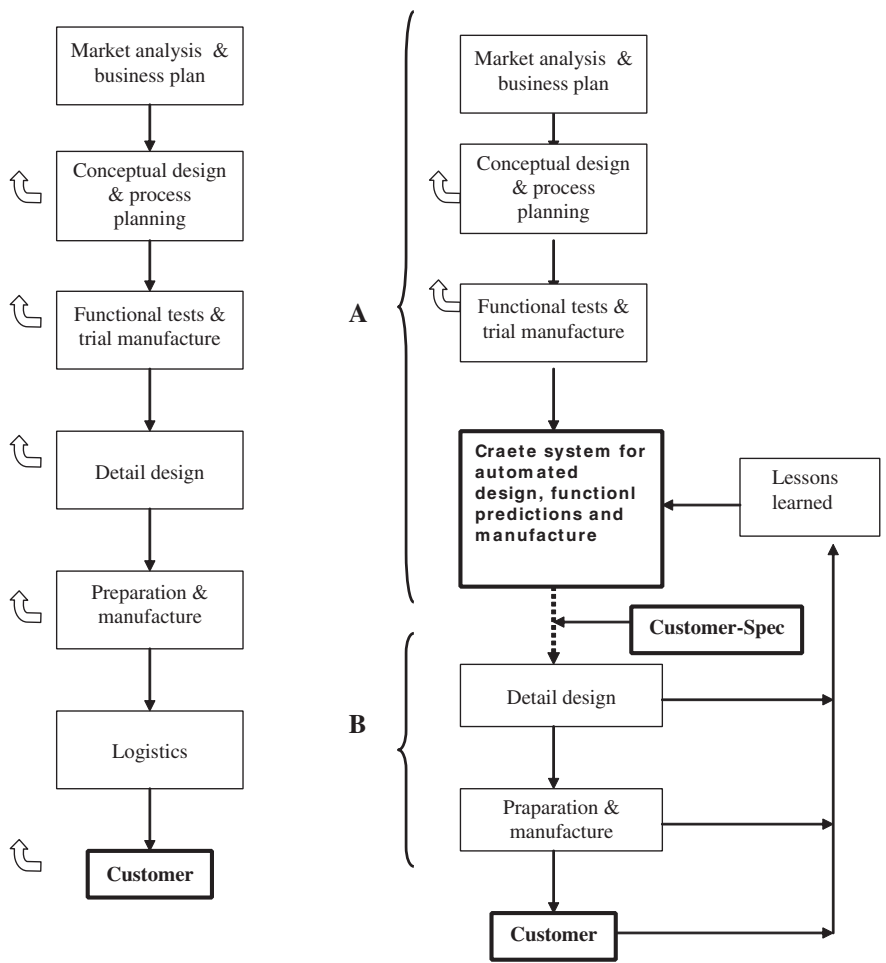 Market analysis &
business plan
Conceptual design
& process
planning
Functional tests &
trial manufacture
Detail design
Preparation &
manufacture
Logistics
Customer
A
Market analysis &
business plan
Conceptual design
& process
planning
Functional tests &
trial manufacture
Craete system for
automated
design, functionl
predictions and
manufacture
Lessons
learned
Customer-Spec
B
Detail design
Praparation &
manufacture
Customer